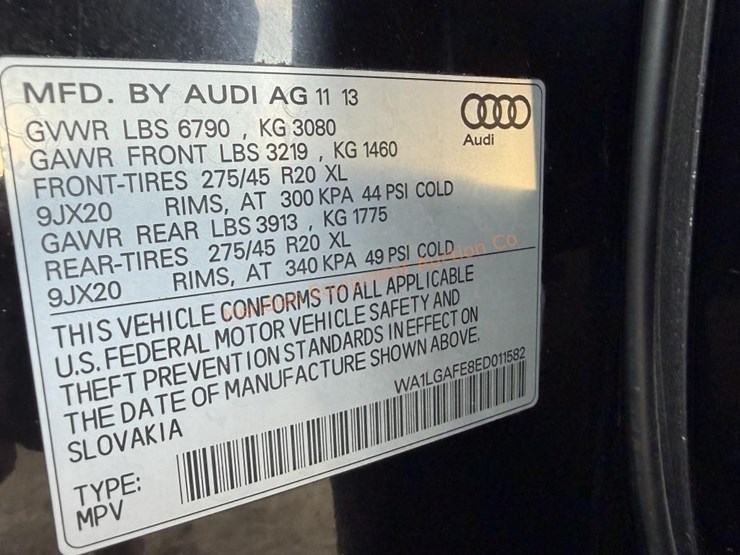 MFD. BY AUDI AG 11 13
GVWR LBS 6790 , KG 3080
GAWR FRONT LBS 3219 , KG 1460
FRONT-TIRES 275/45 R20 XL
9JX20 RIMS, AT 300 KPA 44 PSI COLD
GAWR REAR LBS 3913 , KG 1775
REAR-TIRES 275/45 R20 XL
9JX20 RIMS, AT 340 KPA 49 PSI COLD
Audi
THIS VEHICLE CONFORMS TO ALL APPLICABLE
U.S. FEDERAL MOTOR VEHICLE SAFETY AND
THEFT PREVENTION STANDARDS IN EFFECT ON
THE DATE OF MANUFACTURE SHOWN ABOVE.
SLOVAKIA
WA1LGAFE8ED011582
TYPE:
MPV
Auction Co.